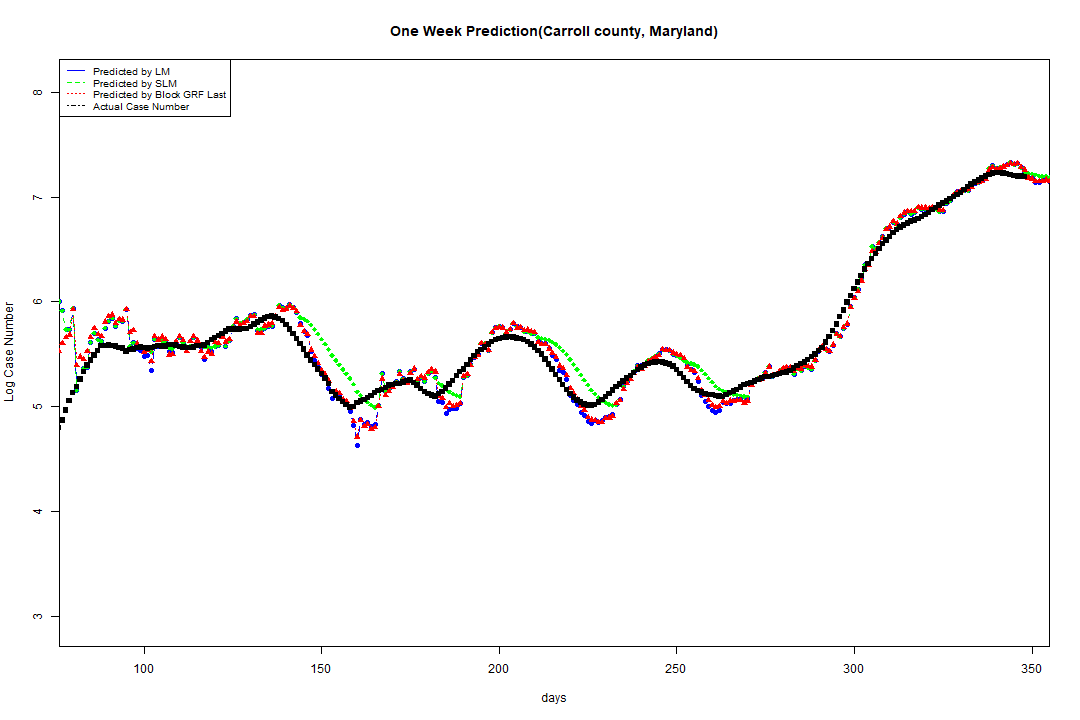 One Week Prediction(Carroll county, Maryland)
Predicted by LM
Predicted by SLM
Predicted by Block GRF Last
Actual Case Number
8
7
6
5
4
3
Log Case Number
100 150 200 250 300 350
days